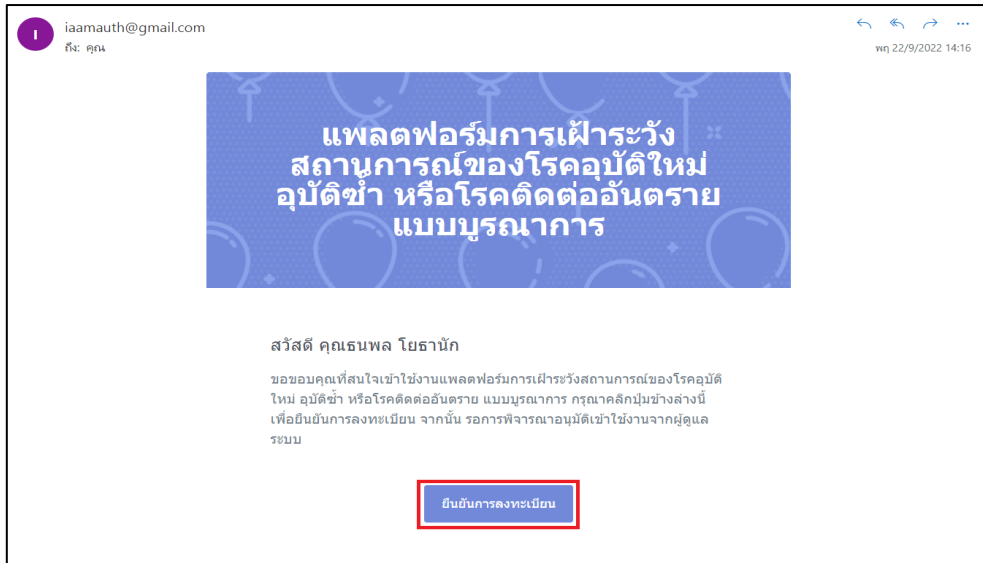 I
iaamauth@gmail.com
ถึง: คุณ
พฤ 22/9/2022 14:16
แพลตฟอร์มการเฝ้าระวัง
สถานการณ์ของโรคอุบัติใหม่
อุบัติซ้ำ หรือโรคติดต่ออันตราย
แบบบูรณาการ
สวัสดี คุณธนพล โยธานัก
ขอขอบคุณที่สนใจเข้าใช้งานแพลตฟอร์มการเฝ้าระวังสถานการณ์ของโรคอุบัติ
ใหม่ อุบัติซ้ำ หรือโรคติดต่ออันตราย แบบบูรณาการ กรุณาคลิกปุ่มข้างล่างนี้
เพื่อยืนยันการลงทะเบียน จากนั้น รอการพิจารณาอนุมัติเข้าใช้งานจากผู้ดูแล
ระบบ
ยืนยันการลงทะเบียน